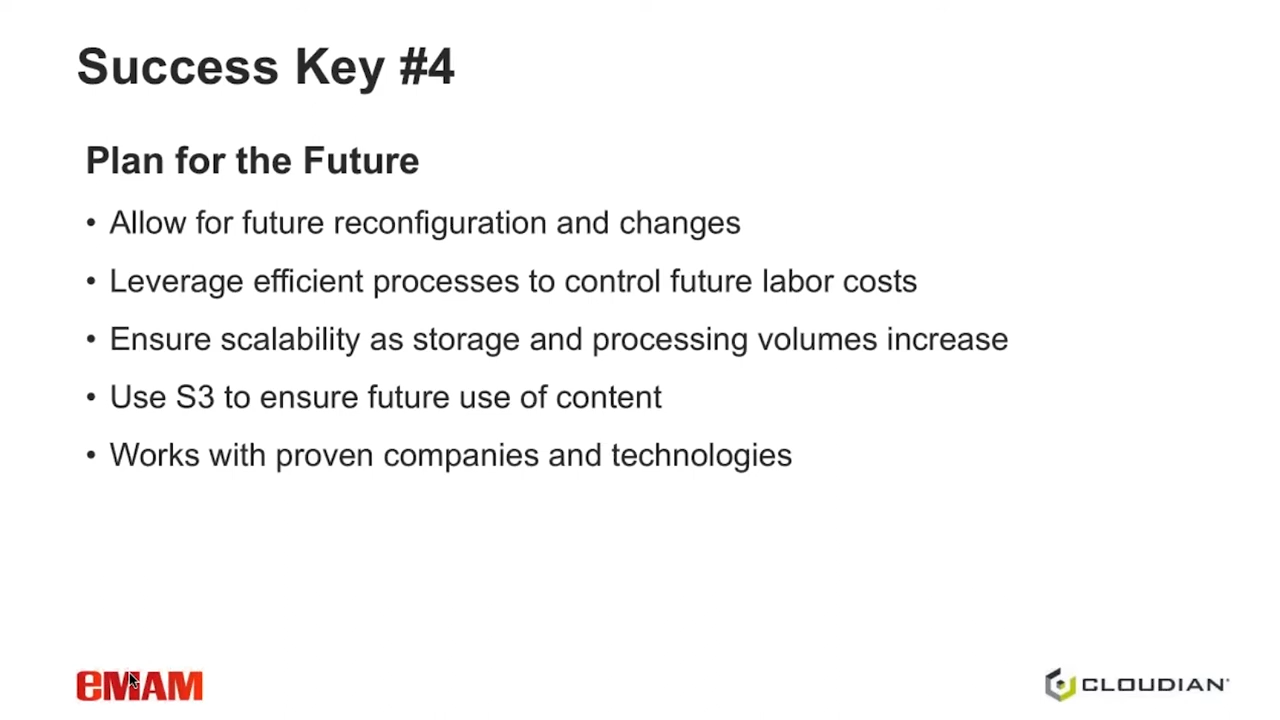 Success Key #4
Plan for the Future
• Allow for future reconfiguration and changes
• Leverage efficient processes to control future labor costs
• Ensure scalability as storage and processing volumes increase
• Use S3 to ensure future use of content
• Works with proven companies and technologies
eMAM
CLOUDIAN